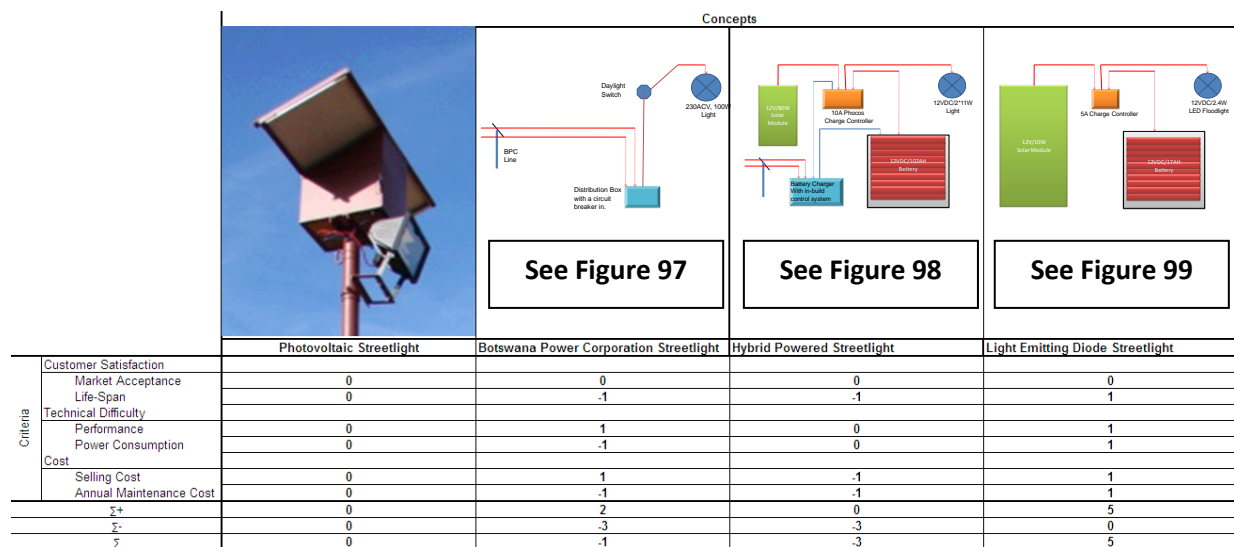 Concepts
Daylight
Switch
230ACV, 100W
Light
BPC
Line
Distribution Box
with a circuit
breaker in.
See Figure 97
12V/80W
Solar
Module
10A Phocos
Charge Controller
12VDC/2*11W
Light
12VDC/102AH
Battery
Battery Charger
With in-build
control system
See Figure 98
12V/10W
Solar Module
5A Charge Controller
12VDC/2.4W
LED Floodlight
12VDC/17AH
Battery
See Figure 99
Photovoltaic Streetlight Botswana Power Corporation Streetlight Hybrid Powered Streetlight Light Emitting Diode Streetlight
Criteria
Customer Satisfaction
Market Acceptance 0 0 0 0
Life-Span 0 -1 -1 1
Technical Difficulty
Performance 0 1 0 1
Power Consumption 0 -1 0 1
Cost
Selling Cost 0 1 -1 1
Annual Maintenance Cost 0 -1 -1 1
∑+ 0 2 0 5
∑- 0 -3 -3 0
∑ 0 -1 -3 5